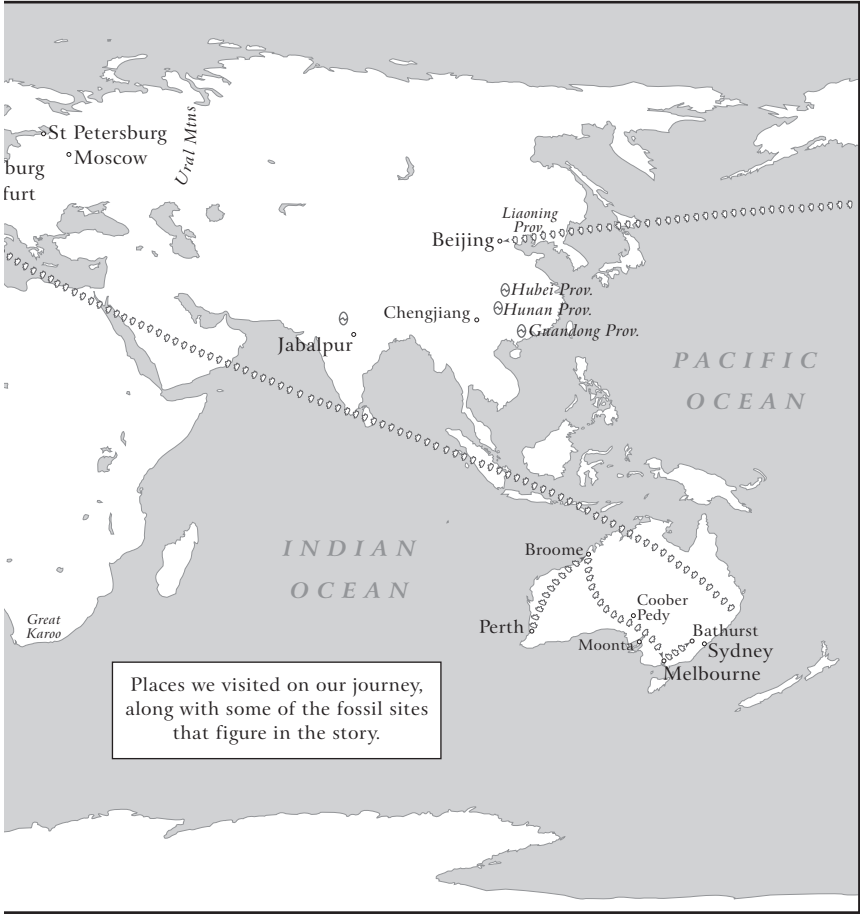 St Petersburg
Moscow
Ural Mtns
burg
furt
Liaoning
Prov.
Beijing
Hubei Prov.
Chengjiang
Hunan Prov.
Guandong Prov.
Jabalpur
PACIFIC
OCEAN
INDIAN
OCEAN
Broome
Great
Karoo
Perth
Coober
Pedy
Moonta
Bathurst
Sydney
Melbourne
Places we visited on our journey,
along with some of the fossil sites
that figure in the story.